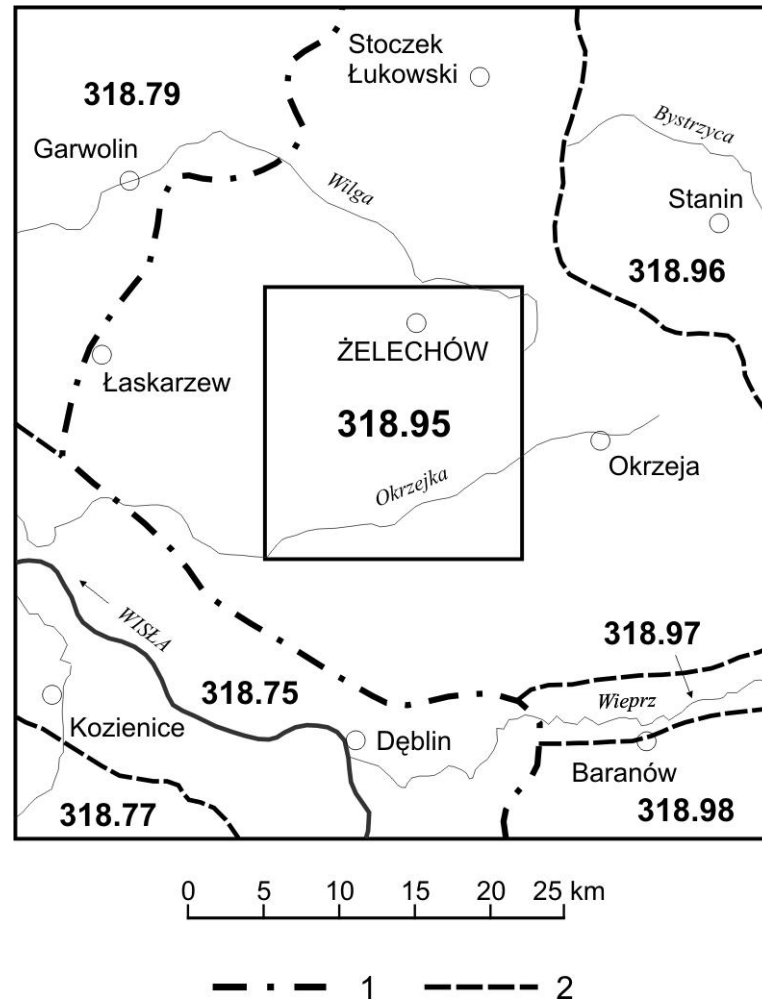 Stoczek
Łukowski
318.79
Bystrzyca
Garwolin
Wilga
Stanin
318.96
ŻELECHÓW
Łaskarzew
318.95
Okrzeja
Okrzejka
WISŁA
318.97
318.75
Wieprz
Kozienice
Dęblin
Baranów
318.77
318.98
0 5 10 15 20 25 km
1 2